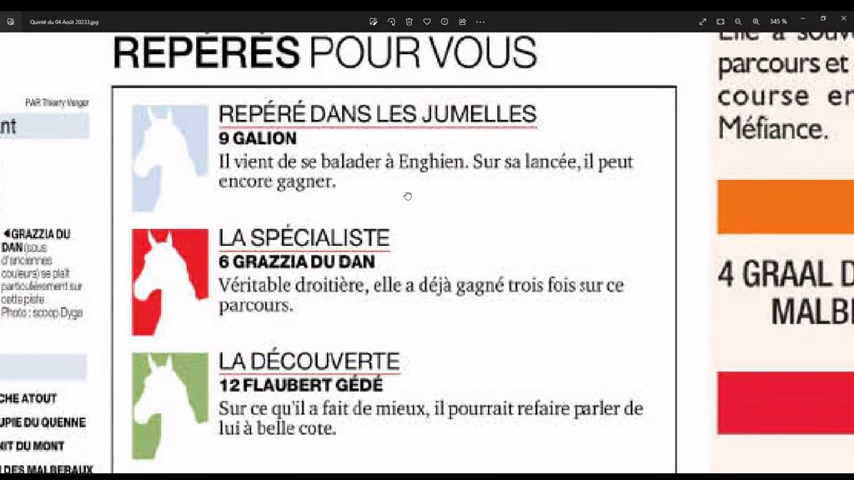 Quinté du 04 Août 20233.jpg
345 %
REPÉRÉS POUR VOUS
PAR Thierry Verger
nt
◄GRAZZIA DU
DAN (sous
d'anciennes
couleurs) se plaît
particulièrement sur
cette piste
Photo : scoop Dyga
CHE ATOUT
UPIE DU QUENNE
NIT DU MONT
DES MALBERAUX
REPÉRÉ DANS LES JUMELLES
9 GALION
Il vient de se balader à Enghien. Sur sa lancée, il peut
encore gagner.
LA SPÉCIALISTE
6 GRAZZIA DU DAN
Véritable droitière, elle a déjà gagné trois fois sur ce
parcours.
LA DÉCOUVERTE
12 FLAUBERT GÉDÉ
Sur ce qu'il a fait de mieux, il pourrait refaire parler de
lui à belle cote.
Elle a souv
parcours et
course en
Méfiance.
4 GRAAL D
MALB